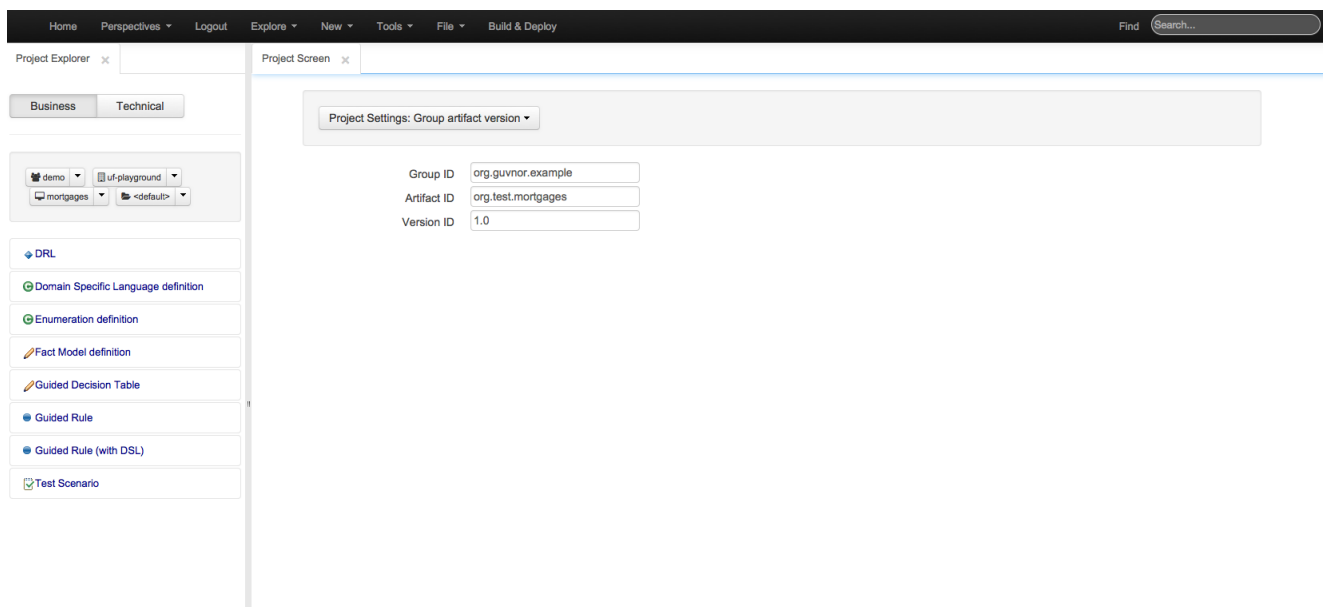 Home Perspectives Logout Explore New Tools File Build & Deploy Find Search...
Project Explorer Project Screen
Business Technical
Project Settings: Group artifact version
demo uf-playground
mortgages <default>
Group ID org.guvnor.example
Artifact ID org.test.mortgages
Version ID 1.0
DRL
Domain Specific Language definition
Enumeration definition
Fact Model definition
Guided Decision Table
Guided Rule
Guided Rule (with DSL)
Test Scenario